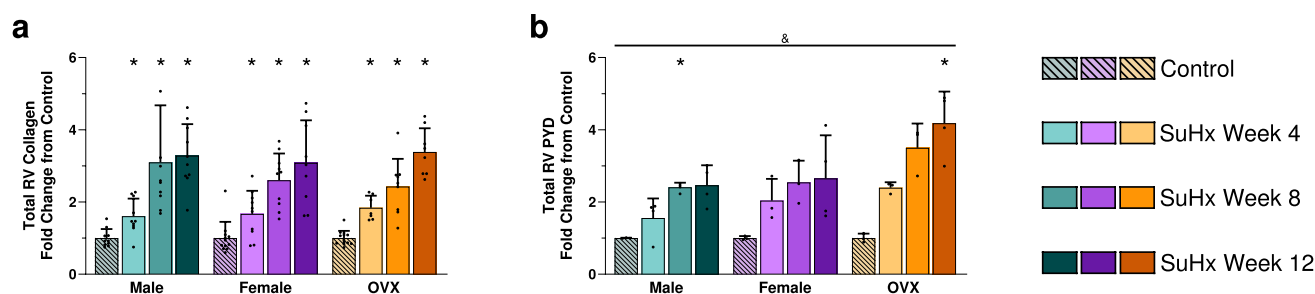 a
Total RV Collagen
Fold Change from Control
6
4
2
0
* * * * * * * * *
Male Female OVX
b
Total RV PYD
Fold Change from Control
6
4
2
0
&
* *
Male Female OVX
Control
SuHx Week 4
SuHx Week 8
SuHx Week 12